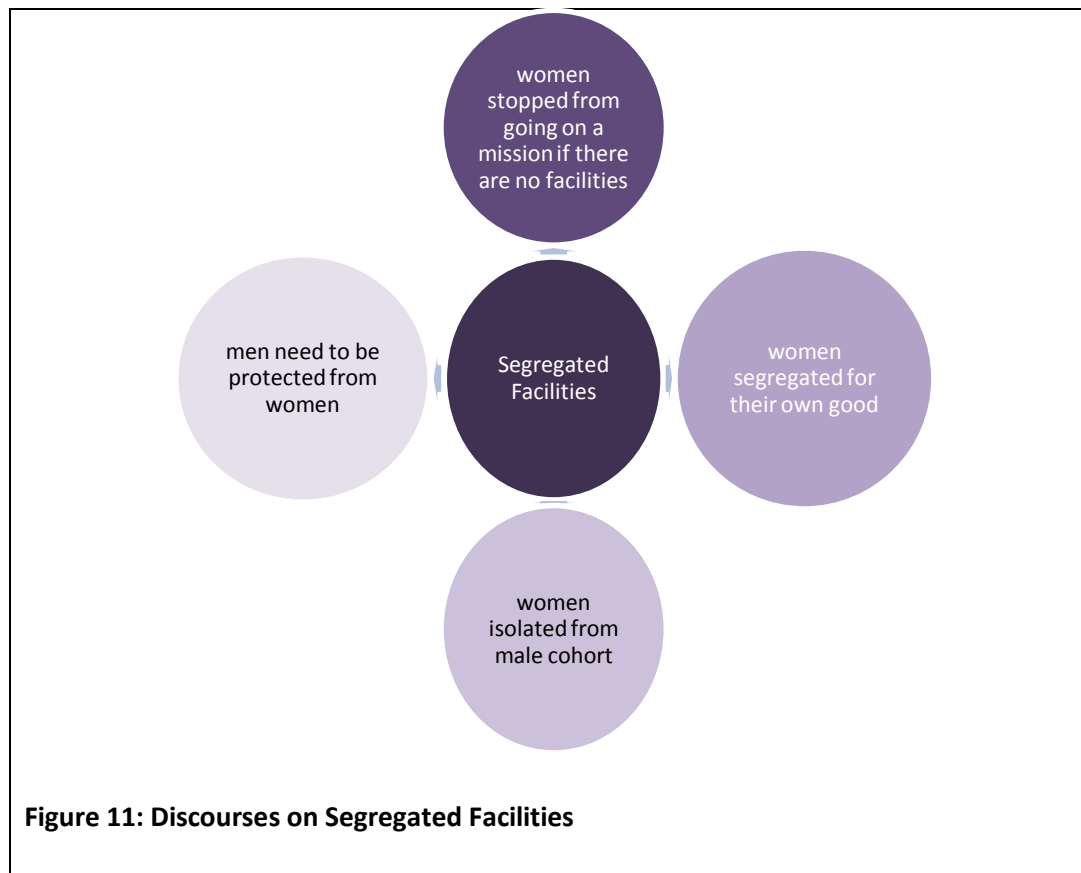 women
stopped from
going on a
mission if there
are no facilities
men need to be
protected from
women
Segregated
Facilities
women
segregated for
their own good
women
isolated from
male cohort
Figure 11: Discourses on Segregated Facilities